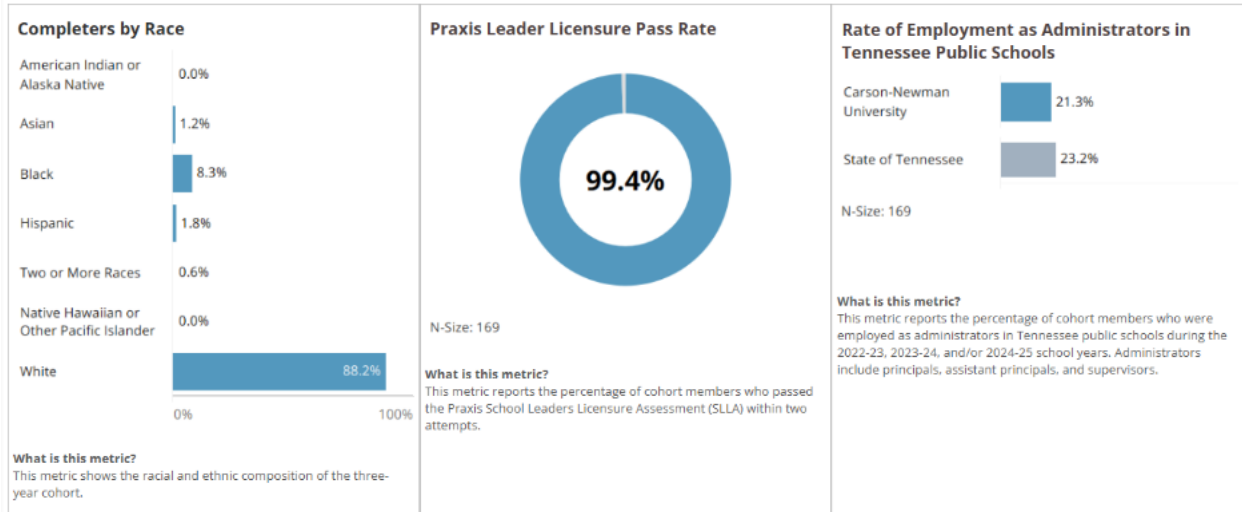 Completers by Race
American Indian or
Alaska Native
0.0%
Asian
1.2%
Black
8.3%
Hispanic
1.8%
Two or More Races
0.6%
Native Hawaiian or
Other Pacific Islander
0.0%
White
88.2%
0%
100%
What is this metric?
This metric shows the racial and ethnic composition of the three-
year cohort.
Praxis Leader Licensure Pass Rate
99.4%
N-Size: 169
What is this metric?
This metric reports the percentage of cohort members who passed
the Praxis School Leaders Licensure Assessment (SLLA) within two
attempts.
Rate of Employment as Administrators in
Tennessee Public Schools
Carson-Newman
University
21.3%
State of Tennessee
23.2%
N-Size: 169
What is this metric?
This metric reports the percentage of cohort members who were
employed as administrators in Tennessee public schools during the
2022-23, 2023-24, and/or 2024-25 school years. Administrators
include principals, assistant principals, and supervisors.